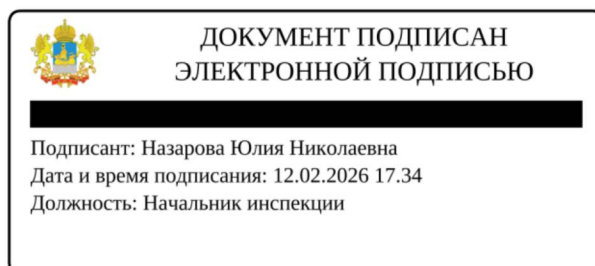 ДОКУМЕНТ ПОДПИСАН
ЭЛЕКТРОННОЙ ПОДПИСЬЮ
Подписант: Назарова Юлия Николаевна
Дата и время подписания: 12.02.2026 17.34
Должность: Начальник инспекции